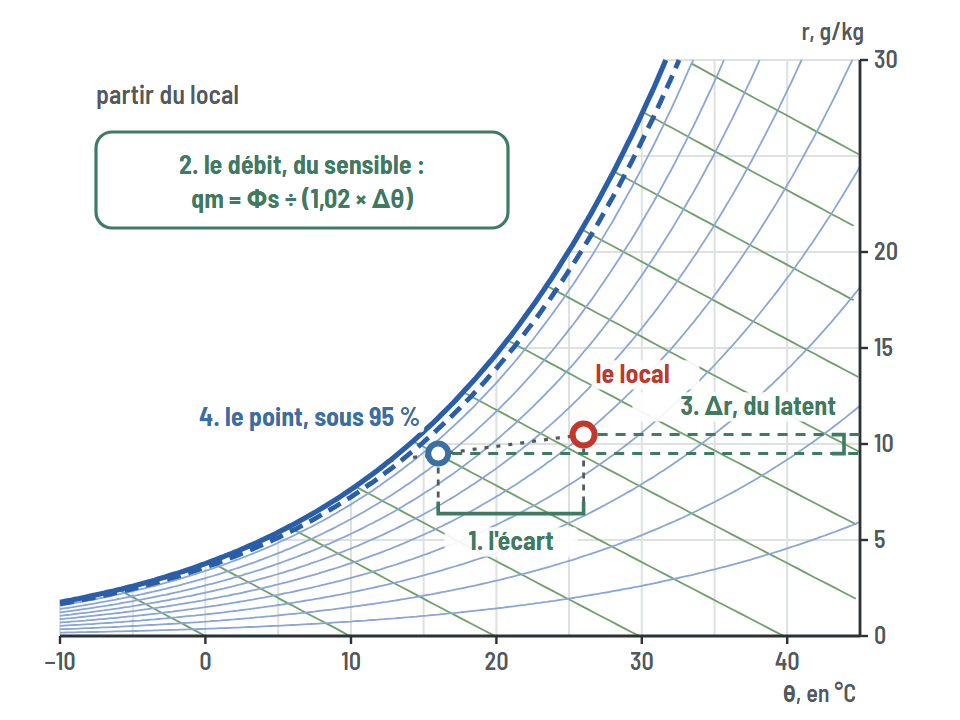 r, g/kg
30
partir du local
2. le débit, du sensible :
qm = Φs ÷ (1,02 × Δθ)
20
15
le local
3. Δr, du latent
4. le point, sous 95 %
10
1. l'écart
5
0
−10 0 10 20 30 40
θ, en °C